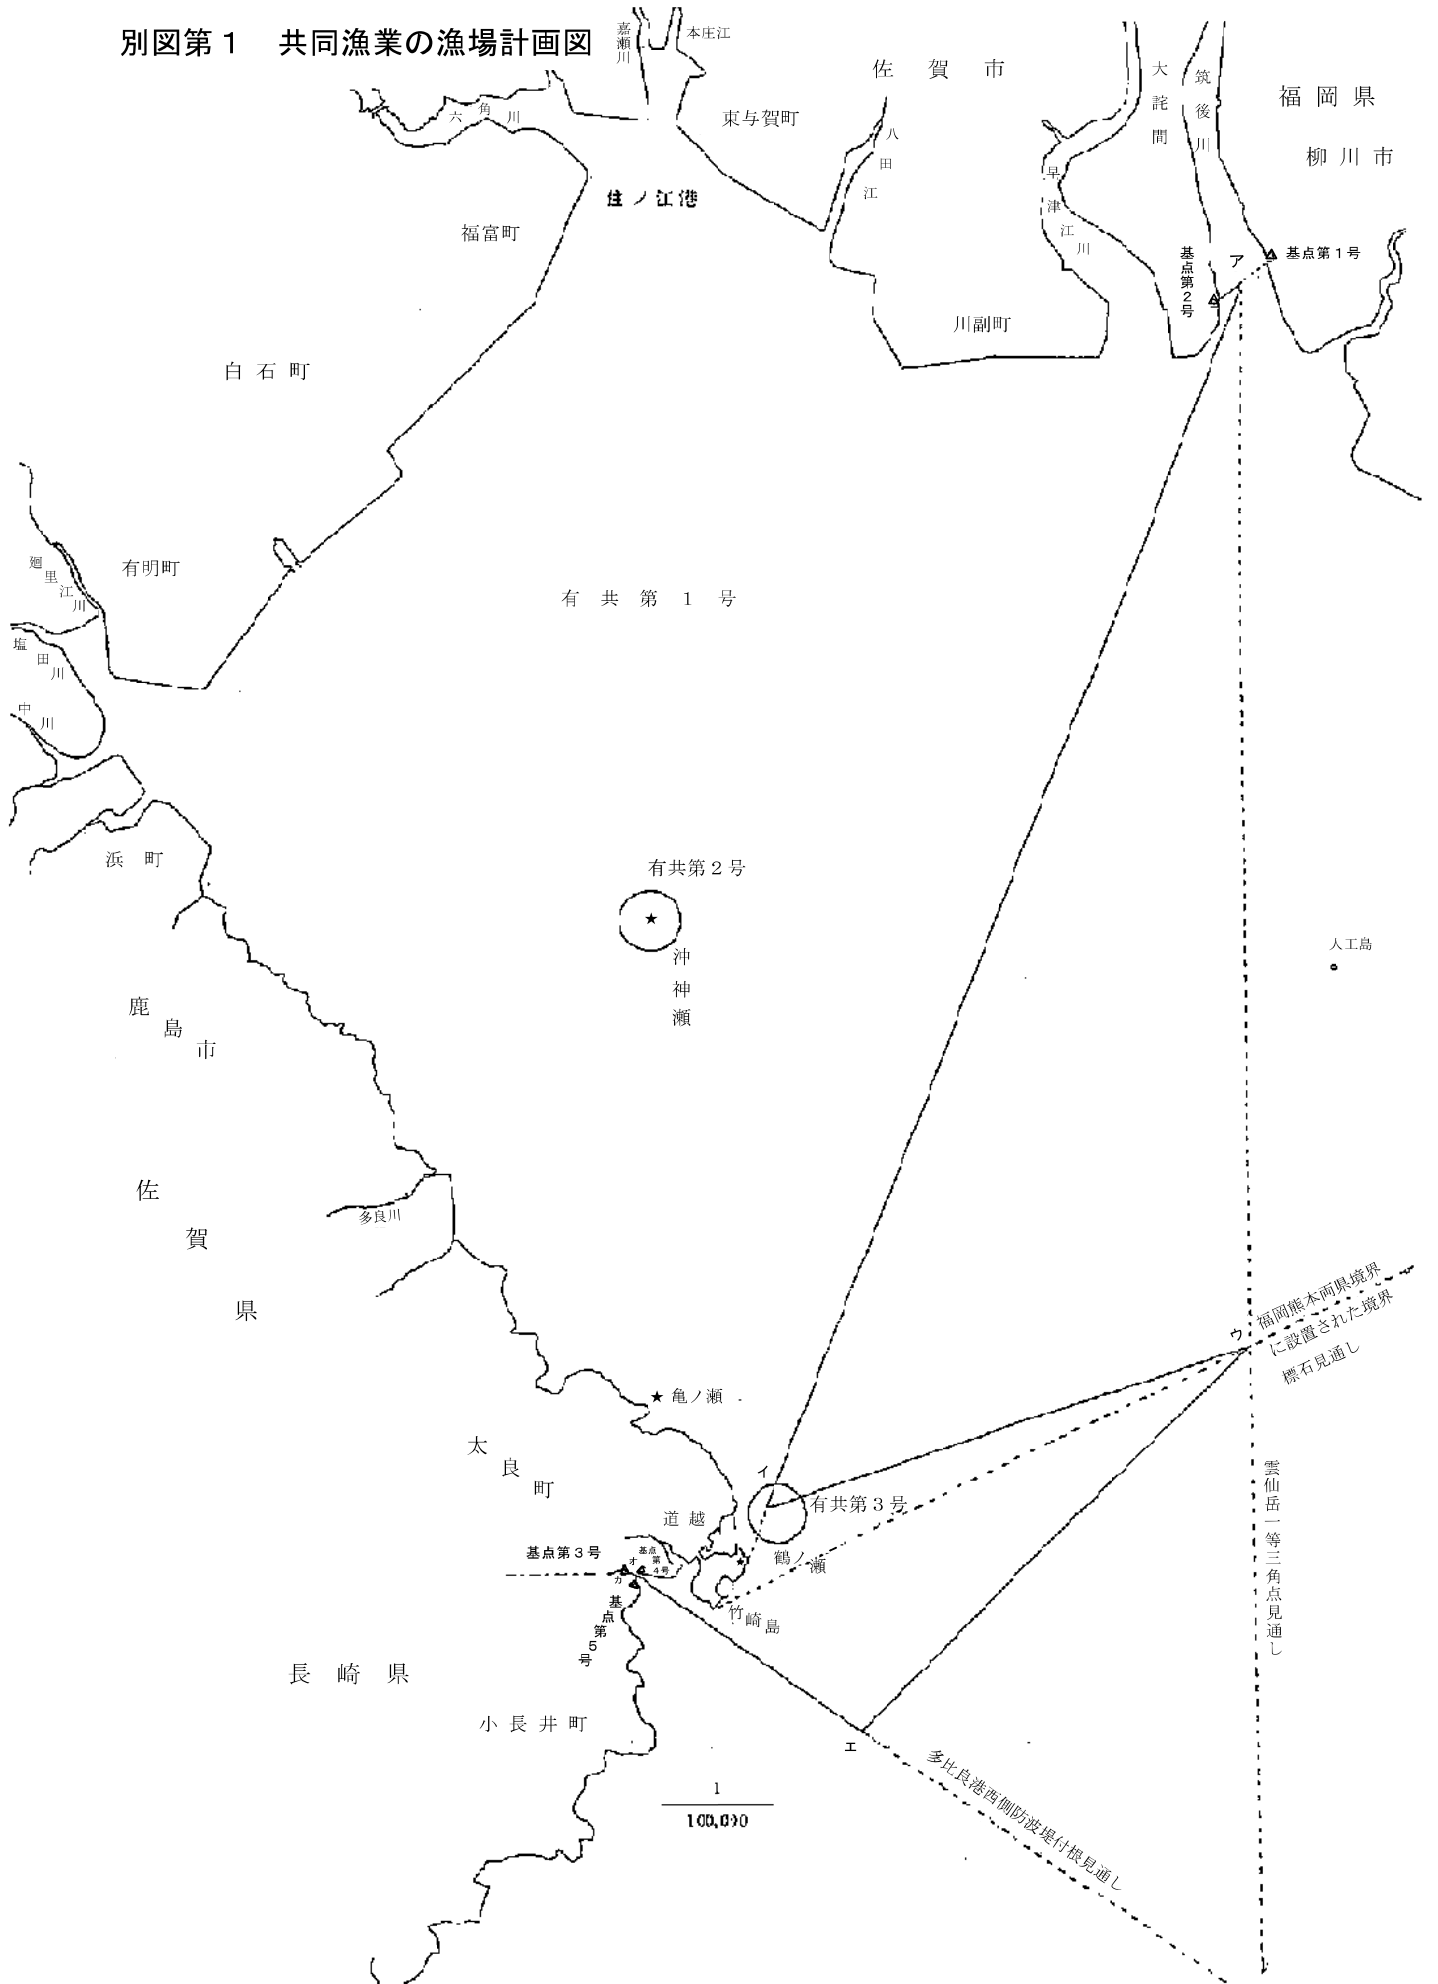 別図第１　共同漁業の漁場計画図
嘉瀬川
本庄江
佐賀市
大詫間
筑後川
福岡県
六角川
東与賀町
八田江
柳川市
早津江川
住ノ江港
福富町
基点第２号
ア
基点第１号
川副町
白石町
廻里江川
有明町
有共第１号
塩田川
中川
浜町
有共第２号
沖神瀬
人工島
鹿島市
佐賀県
多良川
福岡熊本両県境界
に設置された境界
標石見通し
ウ
亀ノ瀬
太良町
イ
有共第３号
雲仙岳一等三角点見通し
道越
基点第３号
オ
基点第４号
カ
鶴ノ瀬
基点第５号
竹崎島
長崎県
小長井町
エ
多比良港西側防波堤付根見通し
1
100,000